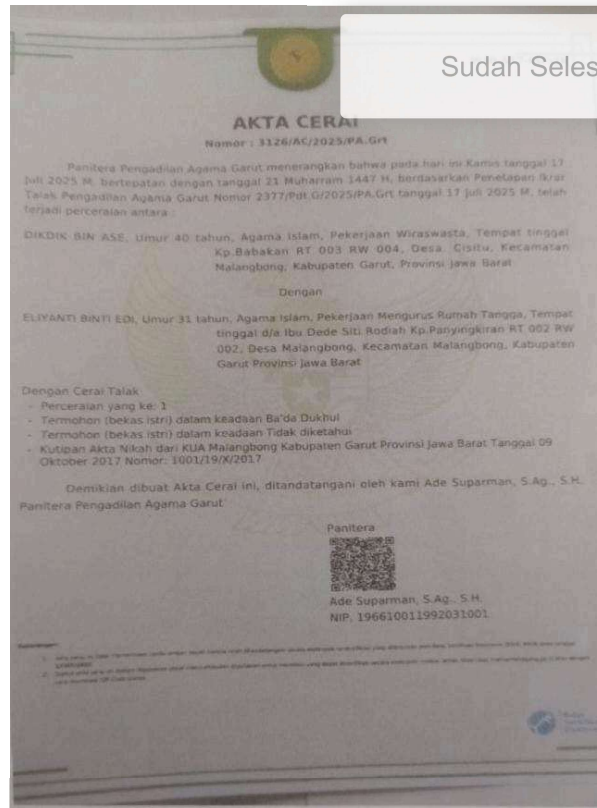 Sudah Seles
AKTA CERAI
Nomor : 3126/AC/2025/PA.Grt
Panitera Pengadilan Agama Garut menerangkan bahwa pada hari ini Kamis tanggal 17
Juli 2025 M, bertepatan dengan tanggal 21 Muharram 1447 H, berdasarkan Penetapan Ikrar
Talak Pengadilan Agama Garut Nomor 2377/Pdt.G/2025/PA.Grt tanggal 17 Juli 2025 M, telah
terjadi perceraian antara :
DIKDIK BIN ASE, Umur 40 tahun, Agama Islam, Pekerjaan Wiraswasta, Tempat tinggal
Kp.Babakan RT 003 RW 004, Desa. Cisitu, Kecamatan
Malangbong, Kabupaten Garut, Provinsi Jawa Barat
Dengan
ELIYANTI BINTI EDI, Umur 31 tahun, Agama Islam, Pekerjaan Mengurus Rumah Tangga, Tempat
tinggal d/a Ibu Dede Siti Rodiah Kp.Panyingkiran RT 002 RW
002, Desa Malangbong, Kecamatan Malangbong, Kabupaten
Garut Provinsi Jawa Barat
Dengan Cerai Talak
- Perceraian yang ke: 1
- Termohon (bekas istri) dalam keadaan Ba'da Dukhul
- Termohon (bekas istri) dalam keadaan Tidak diketahui
- Kutipan Akta Nikah dari KUA Malangbong Kabupaten Garut Provinsi Jawa Barat Tanggal 09
Oktober 2017 Nomor: 1001/19/X/2017
Demikian dibuat Akta Cerai ini, ditandatangani oleh kami Ade Suparman, S.Ag., S.H.
Panitera Pengadilan Agama Garut
Panitera
Ade Suparman, S.Ag., S.H.
NIP. 196610011992031001